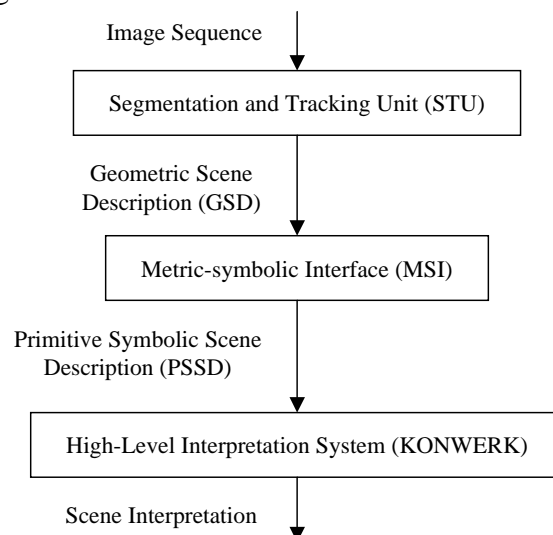 Image Sequence
Segmentation and Tracking Unit (STU)
Geometric Scene
Description (GSD)
Metric-symbolic Interface (MSI)
Primitive Symbolic Scene
Description (PSSD)
High-Level Interpretation System (KONWERK)
Scene Interpretation